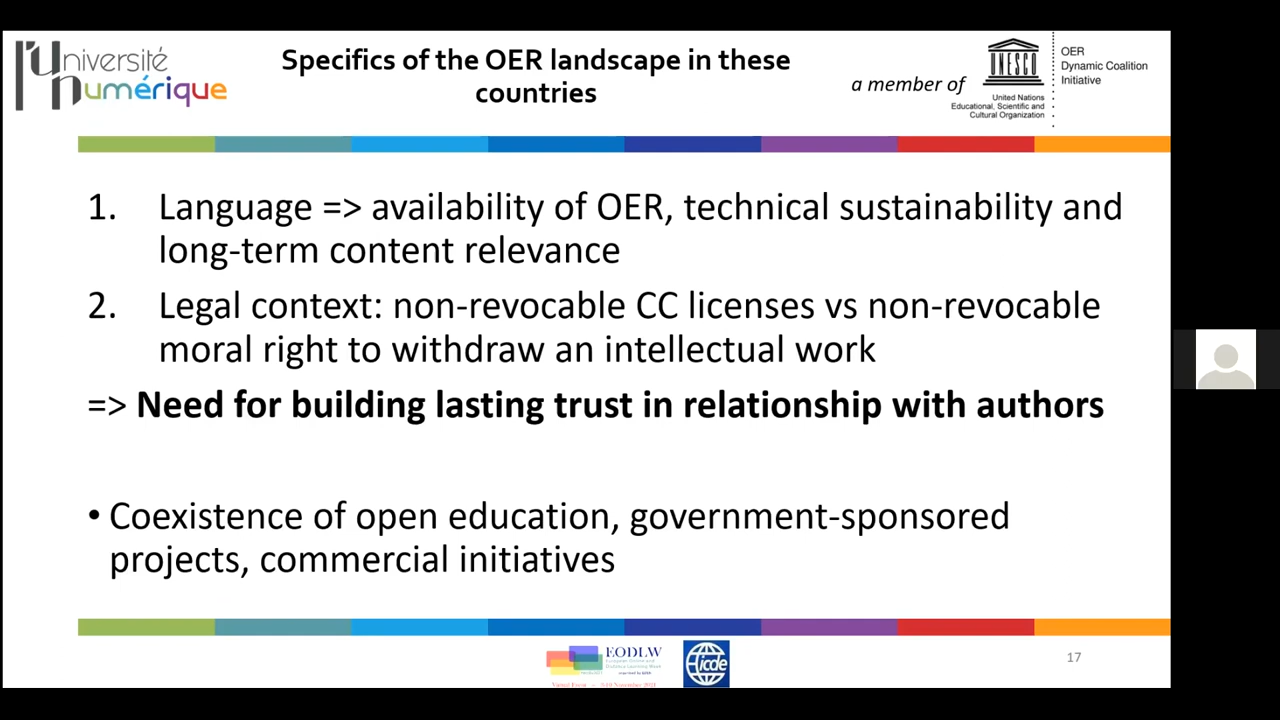 l'Université
numérique
Specifics of the OER landscape in these
countries
a member of
UNESCO
United Nations
Educational, Scientific and
Cultural Organization
OER
Dynamic Coalition
Initiative
1. Language => availability of OER, technical sustainability and
long-term content relevance
2. Legal context: non-revocable CC licenses vs non-revocable
moral right to withdraw an intellectual work
=> Need for building lasting trust in relationship with authors
• Coexistence of open education, government-sponsored
projects, commercial initiatives
EODLW
European Online and
Distance Learning Week
icde
17